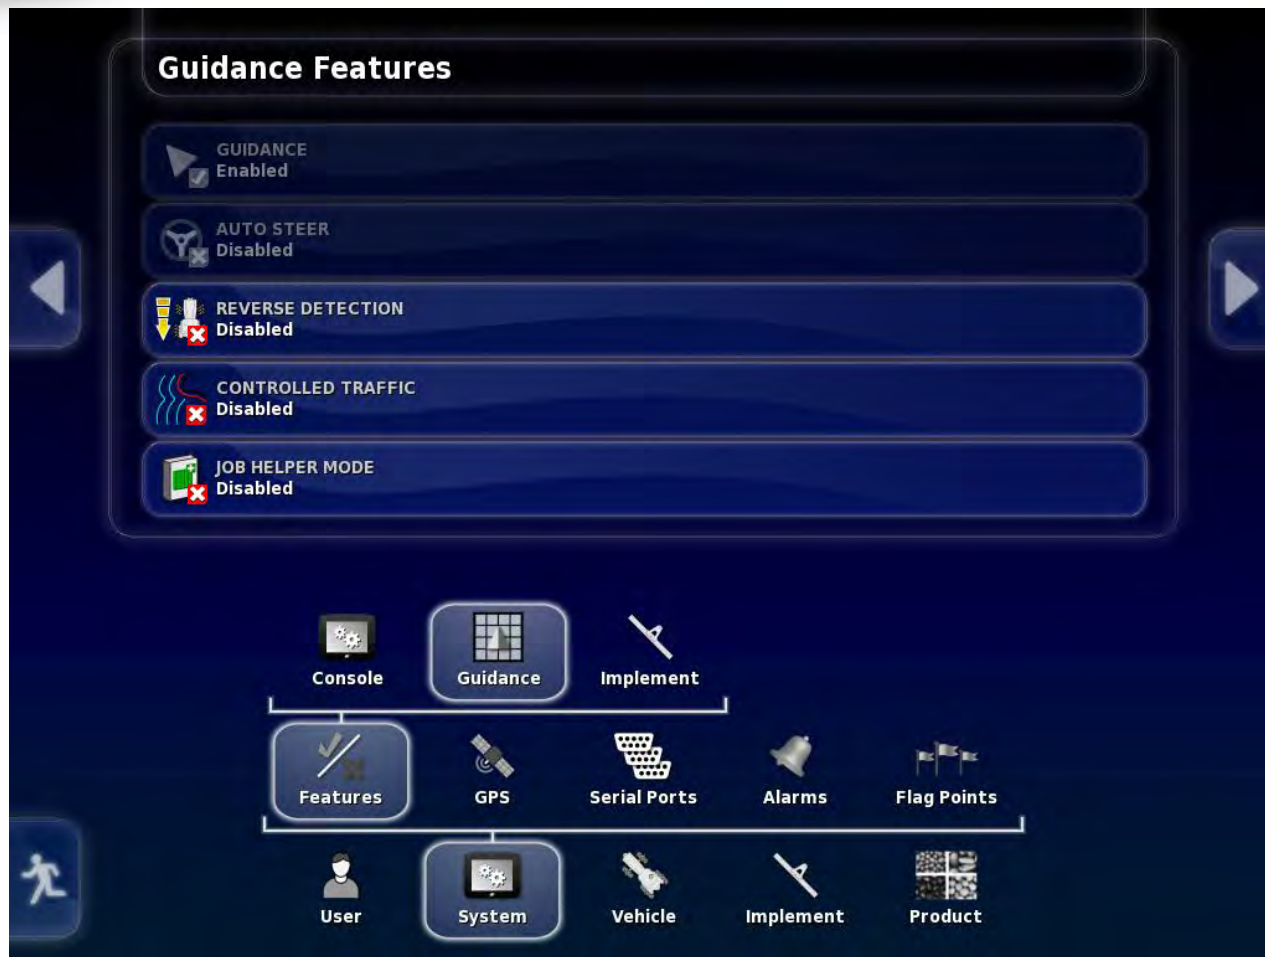 Guidance Features
GUIDANCE
Enabled
AUTO STEER
Disabled
REVERSE DETECTION
Disabled
CONTROLLED TRAFFIC
Disabled
JOB HELPER MODE
Disabled
Console
Guidance
Implement
Features
GPS
Serial Ports
Alarms
Flag Points
User
System
Vehicle
Implement
Product